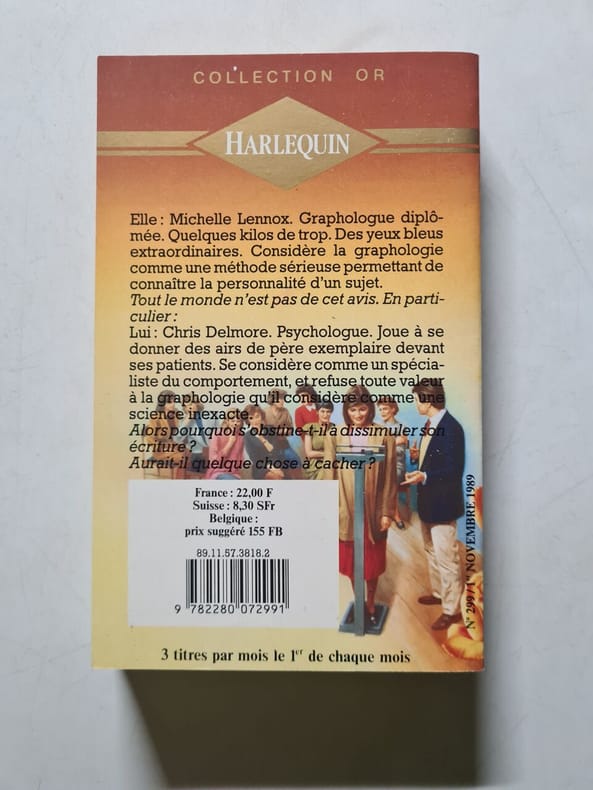 COLLECTION OR
HARLEQUIN
Elle : Michelle Lennox. Graphologue diplô-
mée. Quelques kilos de trop. Des yeux bleus
extraordinaires. Considère la graphologie
comme une méthode sérieuse permettant de
connaître la personnalité d'un sujet.
Tout le monde n'est pas de cet avis. En parti-
culier :
Lui : Chris Delmore. Psychologue. Joue à se
donner des airs de père exemplaire devant
ses patients. Se considère comme un spécia-
liste du comportement, et refuse toute valeur
à la graphologie qu'il considère comme une
science inexacte.
Alors pourquoi s'obstine-t-il à dissimuler son
écriture ?
Aurait-il quelque chose à cacher ?
France : 22,00 F
Suisse : 8,30 SFr
Belgique :
prix suggéré 155 FB
89.11.57.3818.2
9 782280 072991
N° 299 / 1er NOVEMBRE 1989
3 titres par mois le 1er de chaque mois